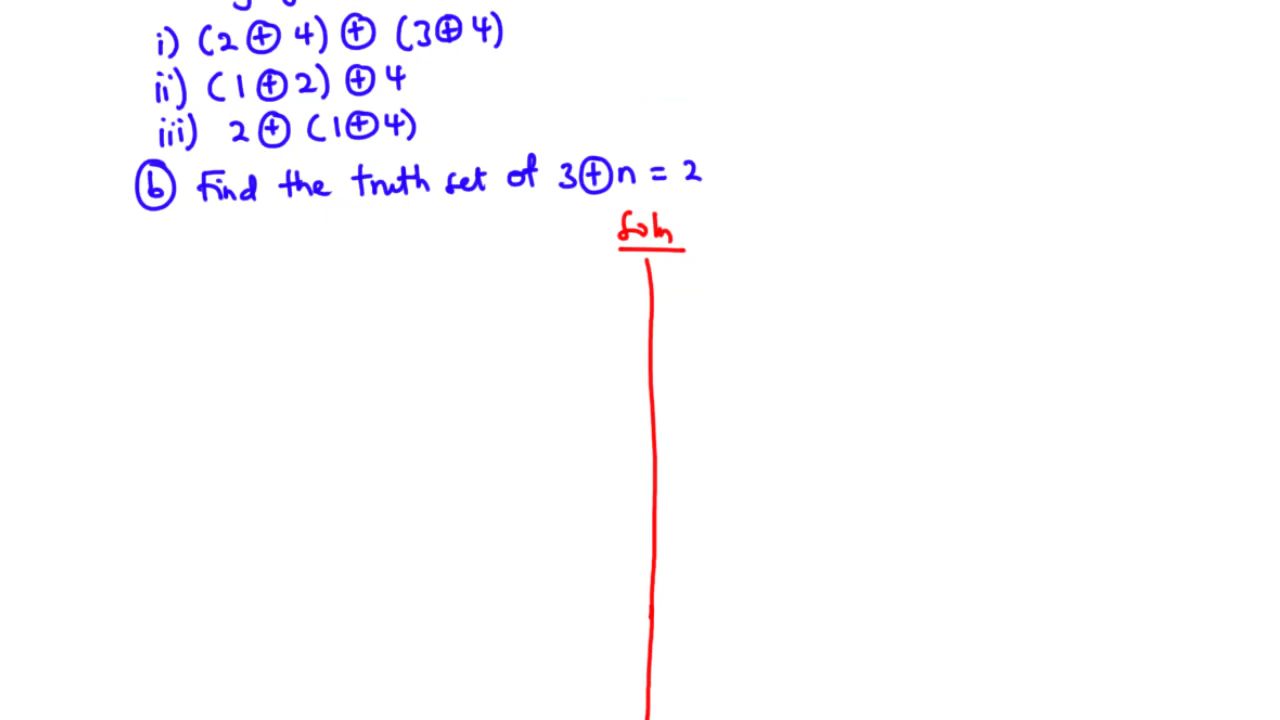 i) (2 ⊕ 4) ⊕ (3 ⊕ 4)
ii) (1 ⊕ 2) ⊕ 4
iii) 2 ⊕ (1 ⊕ 4)
ⓑ Find the truth set of 3 ⊕ n = 2
Soln